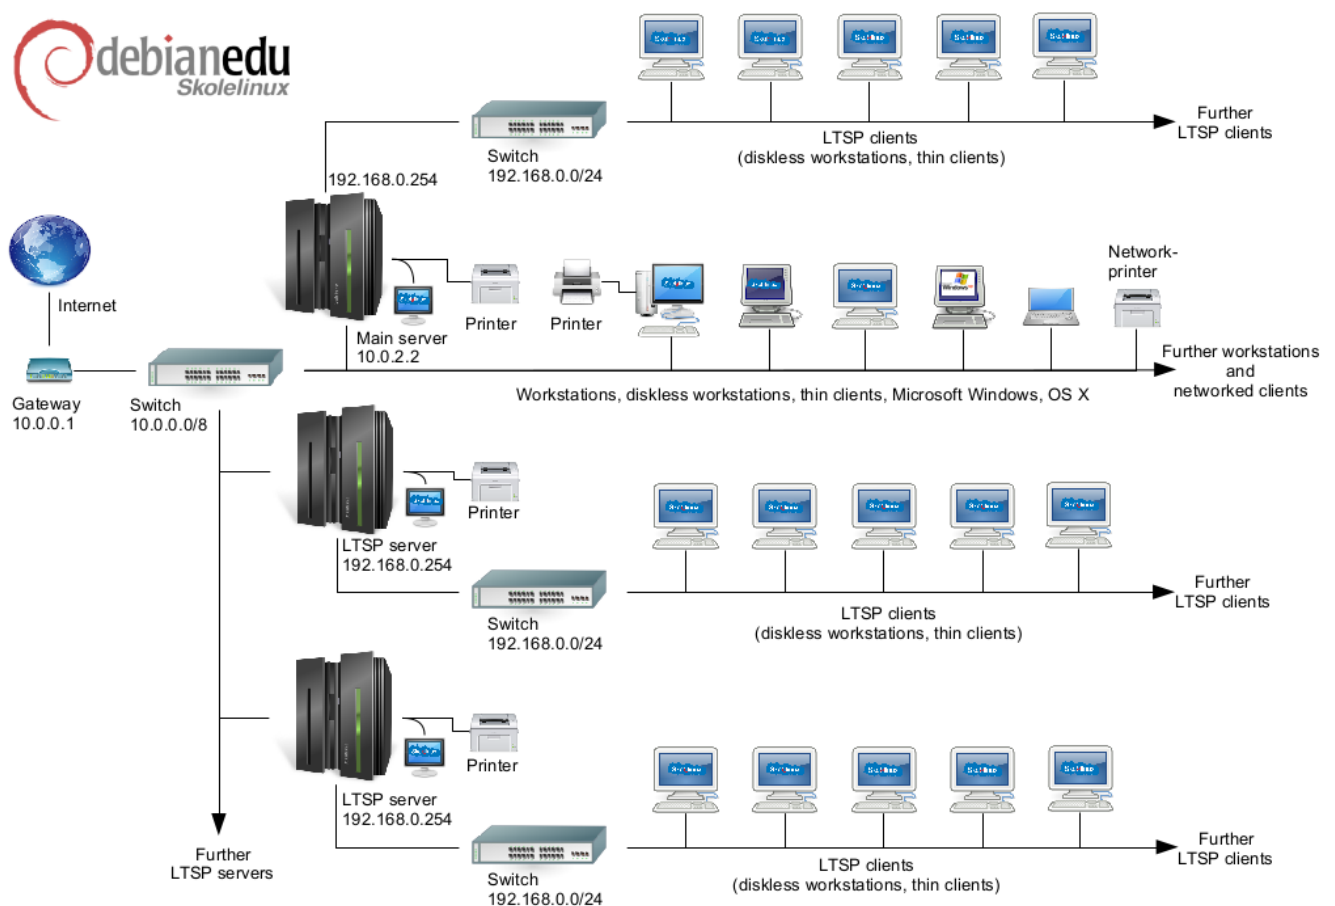 debianedu
Skolelinux
Further
LTSP clients
LTSP clients
(diskless workstations, thin clients)
Switch
192.168.0.0/24
192.168.0.254
Internet
Network-
printer
Printer
Printer
Main server
10.0.2.2
Further workstations
and
networked clients
Workstations, diskless workstations, thin clients, Microsoft Windows, OS X
Gateway
10.0.0.1
Switch
10.0.0.0/8
Printer
LTSP server
192.168.0.254
Further
LTSP clients
LTSP clients
(diskless workstations, thin clients)
Switch
192.168.0.0/24
Printer
LTSP server
192.168.0.254
Further
LTSP clients
LTSP clients
(diskless workstations, thin clients)
Switch
192.168.0.0/24
Further
LTSP servers